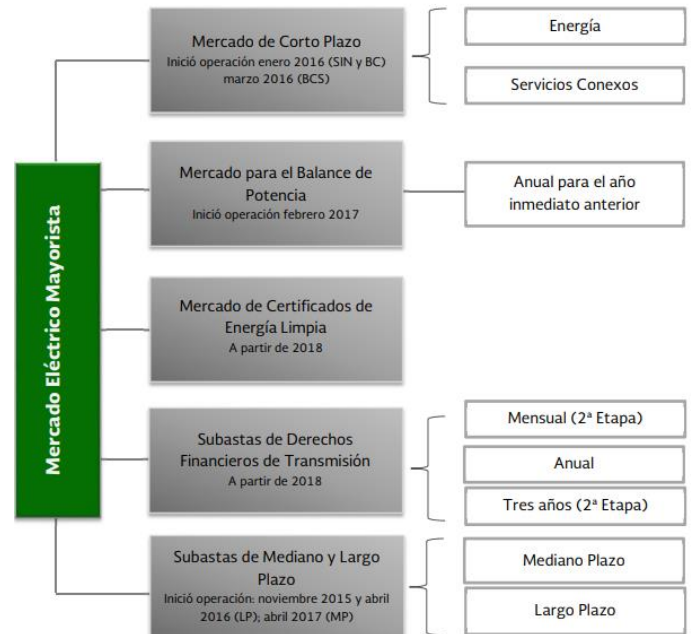 Mercado Eléctrico Mayorista
Mercado de Corto Plazo
Inició operación enero 2016 (SIN y BC)
marzo 2016 (BCS)
Energía
Servicios Conexos
Mercado para el Balance de
Potencia
Inició operación febrero 2017
Anual para el año
inmediato anterior
Mercado de Certificados de
Energía Limpia
A partir de 2018
Subastas de Derechos
Financieros de Transmisión
A partir de 2018
Mensual (2ª Etapa)
Anual
Tres años (2ª Etapa)
Subastas de Mediano y Largo
Plazo
Inició operación: noviembre 2015 y abril
2016 (LP); abril 2017 (MP)
Mediano Plazo
Largo Plazo